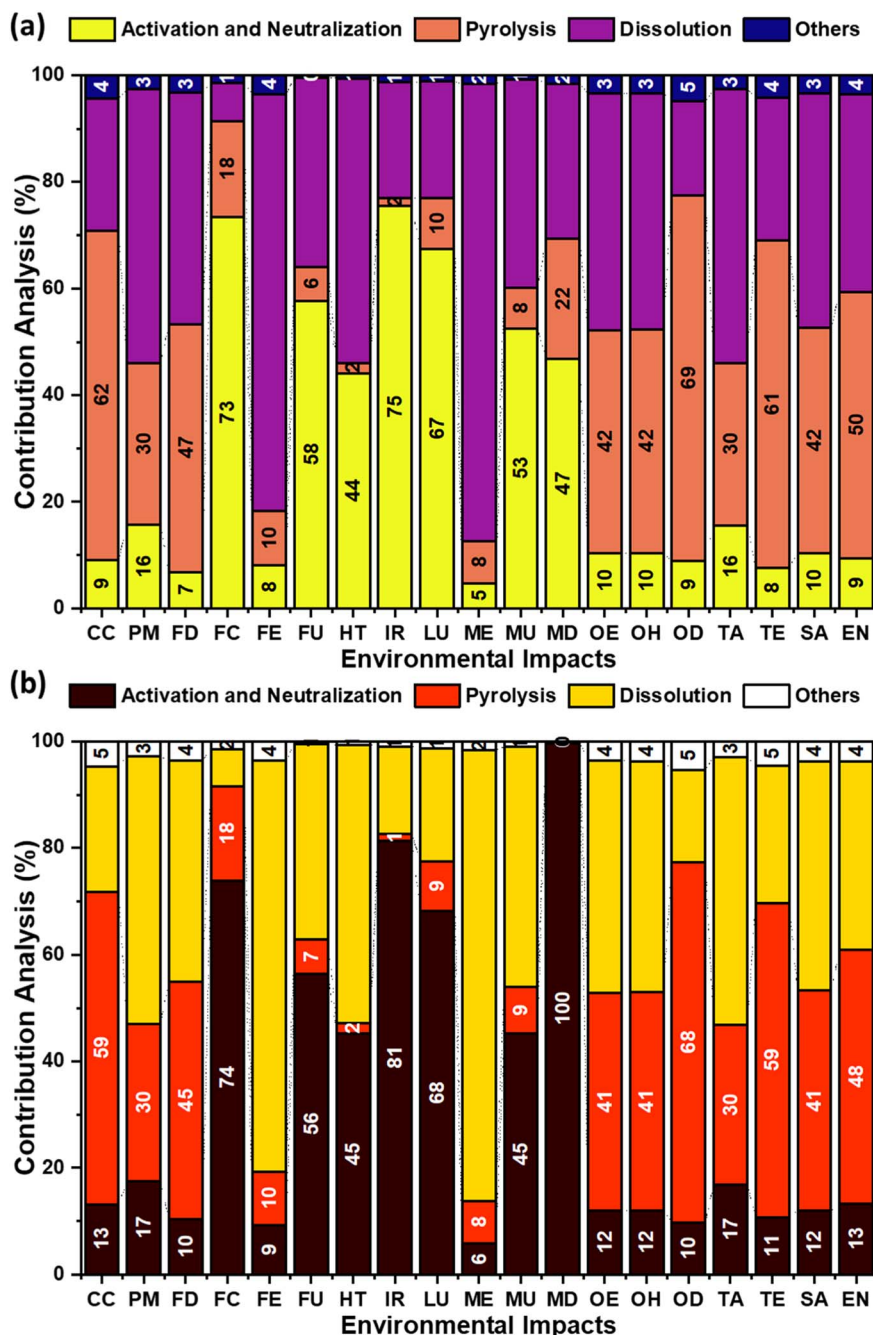 (a)
Activation and Neutralization Pyrolysis Dissolution Others
Contribution Analysis (%)
100
80
60
40
20
0
4 3 3 1 4 0 1 1 2 1 2 3 3 5 3 4 3 4
62 30 47 18 10 6 2 2 10 8 8 22 42 42 69 30 61 42 50
9 16 7 73 8 58 44 75 67 5 53 47 10 10 9 16 8 10 9
CC PM FD FC FE FU HT IR LU ME MU MD OE OH OD TA TE SA EN
Environmental Impacts
(b)
Activation and Neutralization Pyrolysis Dissolution Others
Contribution Analysis (%)
100
80
60
40
20
0
5 3 4 2 4 1 1 2 1 0 4 4 5 3 5 4 4
59 30 45 18 10 7 2 1 9 8 9 41 41 68 30 59 41 48
13 17 10 74 9 56 45 81 68 6 45 100 12 12 10 17 11 12 13
CC PM FD FC FE FU HT IR LU ME MU MD OE OH OD TA TE SA EN
Environmental Impacts